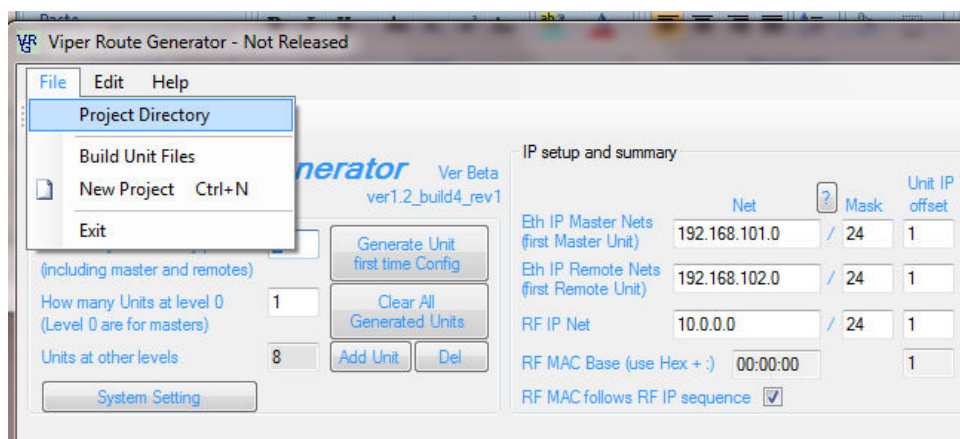 Viper Route Generator - Not Released
File Edit Help
Project Directory
Build Unit Files
New Project Ctrl+N
Exit
nerator Ver Beta
ver1.2_build4_rev1
(including master and remotes)
How many Units at level 0 1
(Level 0 are for masters)
Units at other levels 8
System Setting
Generate Unit
first time Config
Clear All
Generated Units
Add Unit Del
IP setup and summary
Net ? Mask Unit IP
offset
Eth IP Master Nets
(first Master Unit) 192.168.101.0 / 24 1
Eth IP Remote Nets
(first Remote Unit) 192.168.102.0 / 24 1
RF IP Net 10.0.0.0 / 24 1
RF MAC Base (use Hex + :) 00:00:00 1
RF MAC follows RF IP sequence